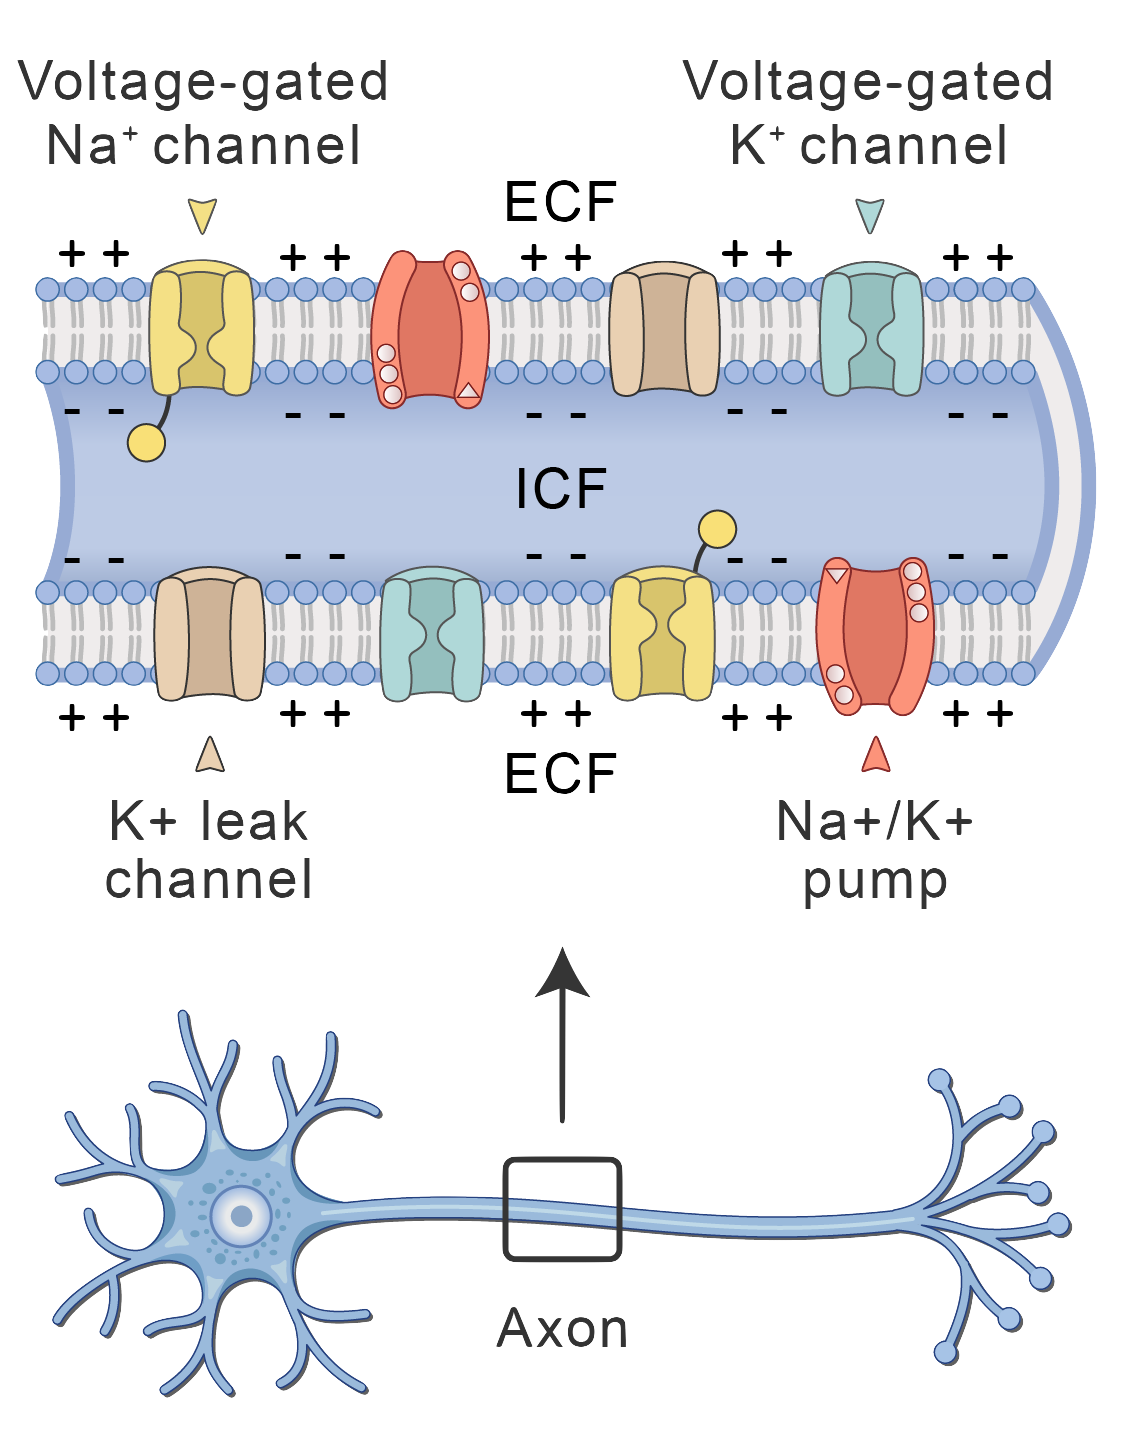 Voltage-gated
Na⁺ channel
Voltage-gated
K⁺ channel
ECF
+ + + + + + + + + +
- - - - - - - - - -
ICF
- - - - - - - - - -
+ + + + + + + + + +
ECF
K+ leak
channel
Na+/K+
pump
Axon